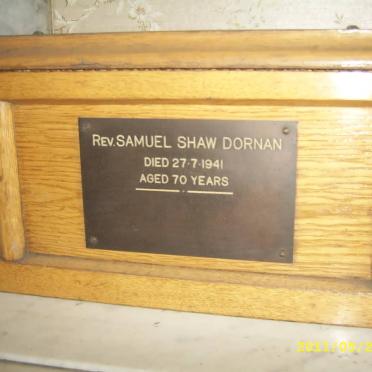 REV. SAMUEL SHAW DORNAN
DIED 27·7·1941
AGED 70 YEARS